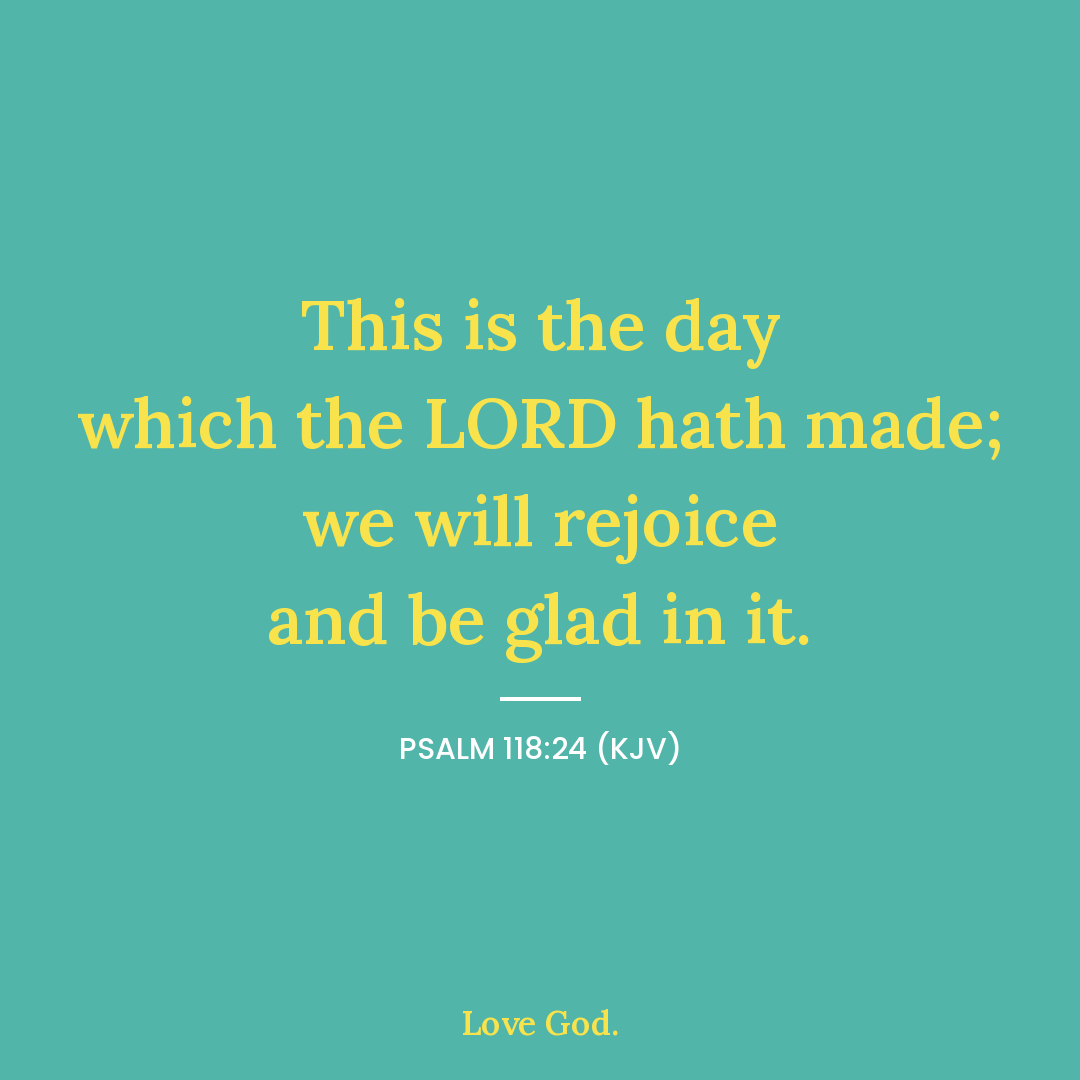 This is the day
which the LORD hath made;
we will rejoice
and be glad in it.
PSALM 118:24 (KJV)
Love God.